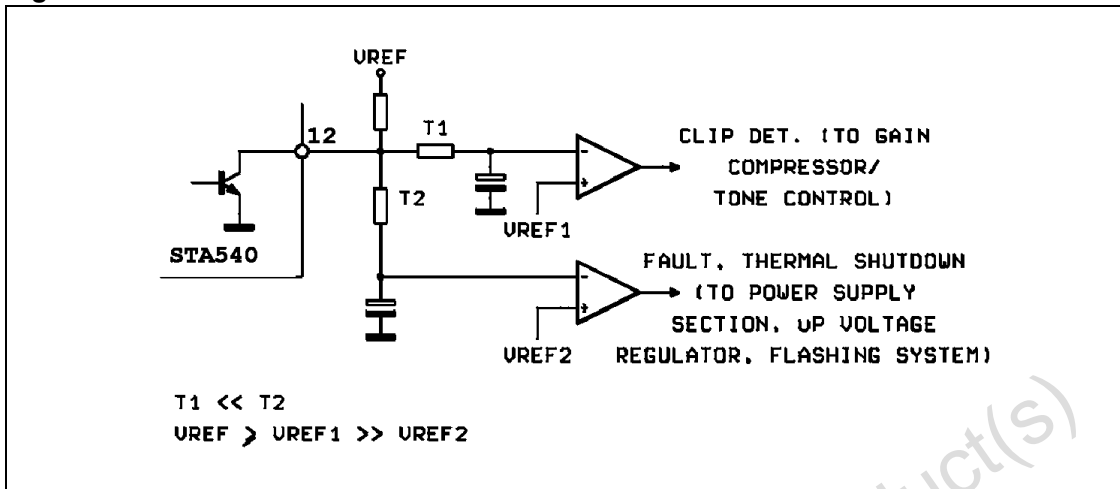 VREF
12
T1
CLIP DET. (TO GAIN
COMPRESSOR/
TONE CONTROL)
-
+
T2
VREF1
STA540
FAULT, THERMAL SHUTDOWN
(TO POWER SUPPLY
SECTION, uP VOLTAGE
REGULATOR, FLASHING SYSTEM)
-
+
VREF2
T1 << T2
VREF > VREF1 >> VREF2